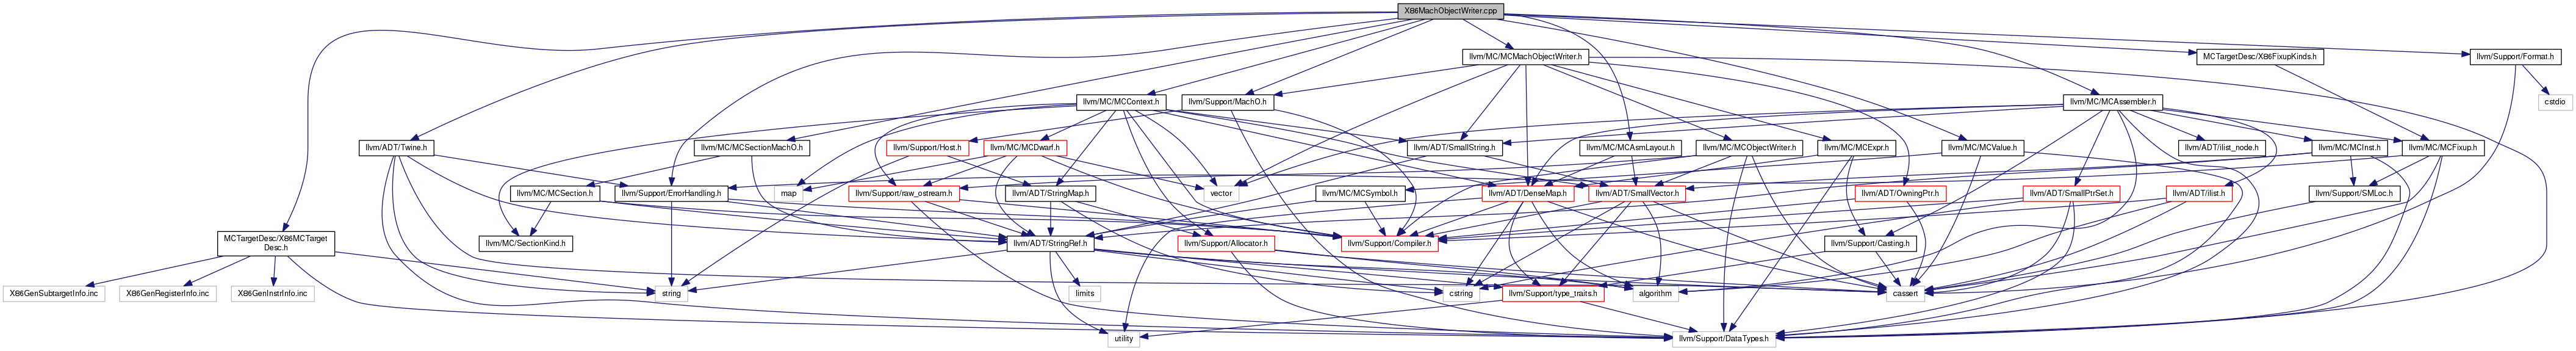 X86MachObjectWriter.cpp
llvm/MC/MCMachObjectWriter.h
MCTargetDesc/X86FixupKinds.h
llvm/Support/Format.h
llvm/MC/MCContext.h
llvm/Support/MachO.h
llvm/MC/MCAssembler.h
cstdio
llvm/ADT/Twine.h
llvm/MC/MCSectionMachO.h
llvm/Support/Host.h
llvm/MC/MCDwarf.h
llvm/ADT/SmallString.h
llvm/MC/MCAsmLayout.h
llvm/MC/MCObjectWriter.h
llvm/MC/MCExpr.h
llvm/MC/MCValue.h
llvm/ADT/ilist_node.h
llvm/MC/MCInst.h
llvm/MC/MCFixup.h
llvm/MC/MCSection.h
llvm/Support/ErrorHandling.h
map
llvm/Support/raw_ostream.h
llvm/ADT/StringMap.h
vector
llvm/MC/MCSymbol.h
llvm/ADT/DenseMap.h
llvm/ADT/SmallVector.h
llvm/ADT/OwningPtr.h
llvm/ADT/SmallPtrSet.h
llvm/ADT/ilist.h
llvm/Support/SMLoc.h
MCTargetDesc/X86MCTarget
Desc.h
llvm/MC/SectionKind.h
llvm/ADT/StringRef.h
llvm/Support/Allocator.h
llvm/Support/Compiler.h
llvm/Support/Casting.h
X86GenSubtargetInfo.inc
X86GenRegisterInfo.inc
X86GenInstrInfo.inc
string
limits
cstring
llvm/Support/type_traits.h
algorithm
cassert
utility
llvm/Support/DataTypes.h